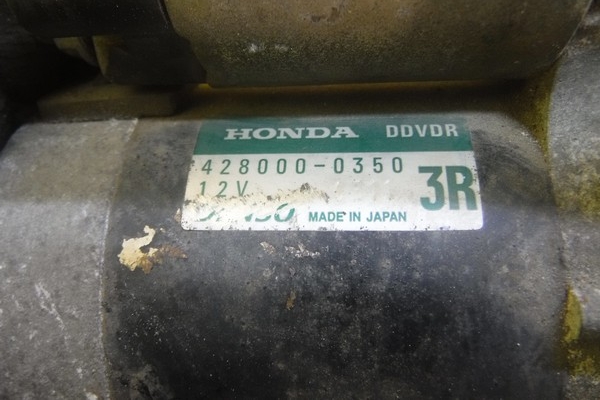 HONDA DDVDR
428000-0350
12V 3R
MADE IN JAPAN